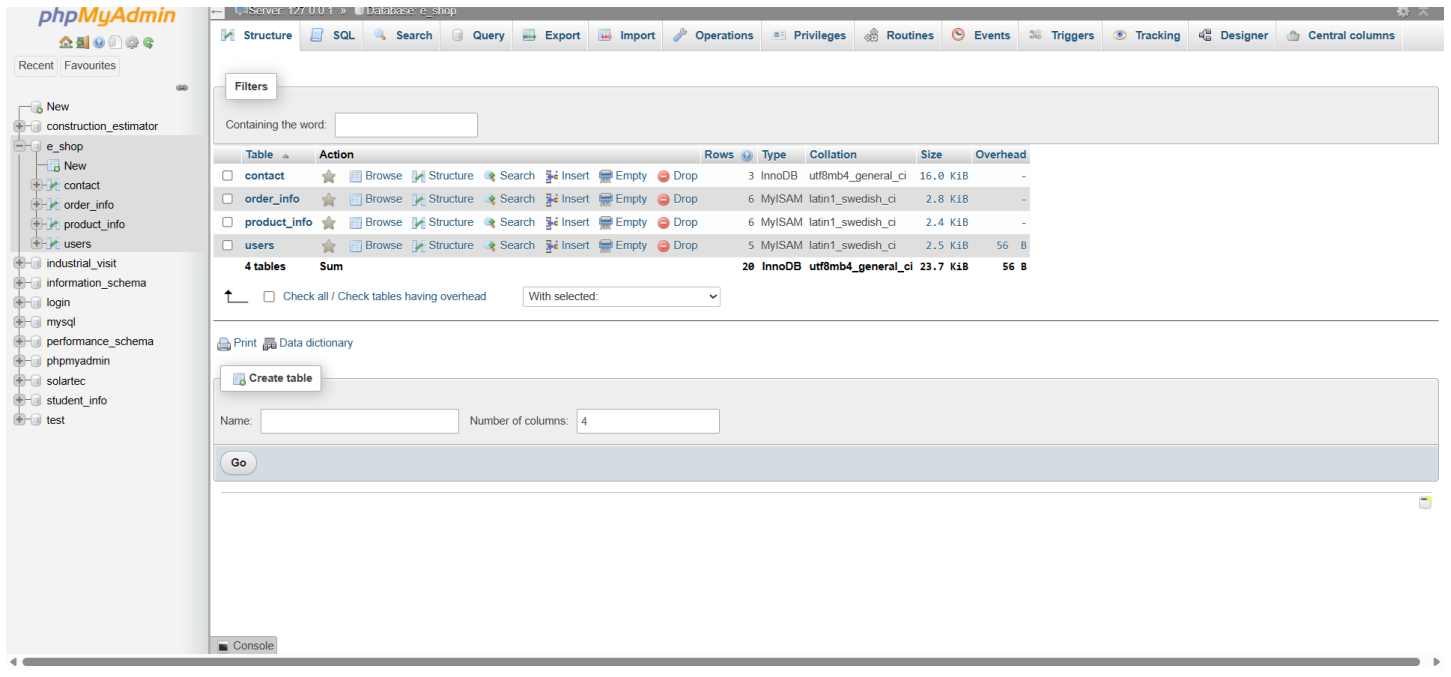 phpMyAdmin
Recent Favourites
New
construction_estimator
e_shop
New
contact
order_info
product_info
users
industrial_visit
information_schema
login
mysql
performance_schema
phpmyadmin
solartec
student_info
test
Server: 127.0.0.1 » Database: e_shop
Structure SQL Search Query Export Import Operations Privileges Routines Events Triggers Tracking Designer Central columns
Filters
Containing the word:
Table Action Rows Type Collation Size Overhead
contact Browse Structure Search Insert Empty Drop 3 InnoDB utf8mb4_general_ci 16.0 KiB -
order_info Browse Structure Search Insert Empty Drop 6 MyISAM latin1_swedish_ci 2.8 KiB -
product_info Browse Structure Search Insert Empty Drop 6 MyISAM latin1_swedish_ci 2.4 KiB -
users Browse Structure Search Insert Empty Drop 5 MyISAM latin1_swedish_ci 2.5 KiB 56 B
4 tables Sum 20 InnoDB utf8mb4_general_ci 23.7 KiB 56 B
Check all / Check tables having overhead With selected:
Print Data dictionary
Create table
Name: Number of columns: 4
Go
Console